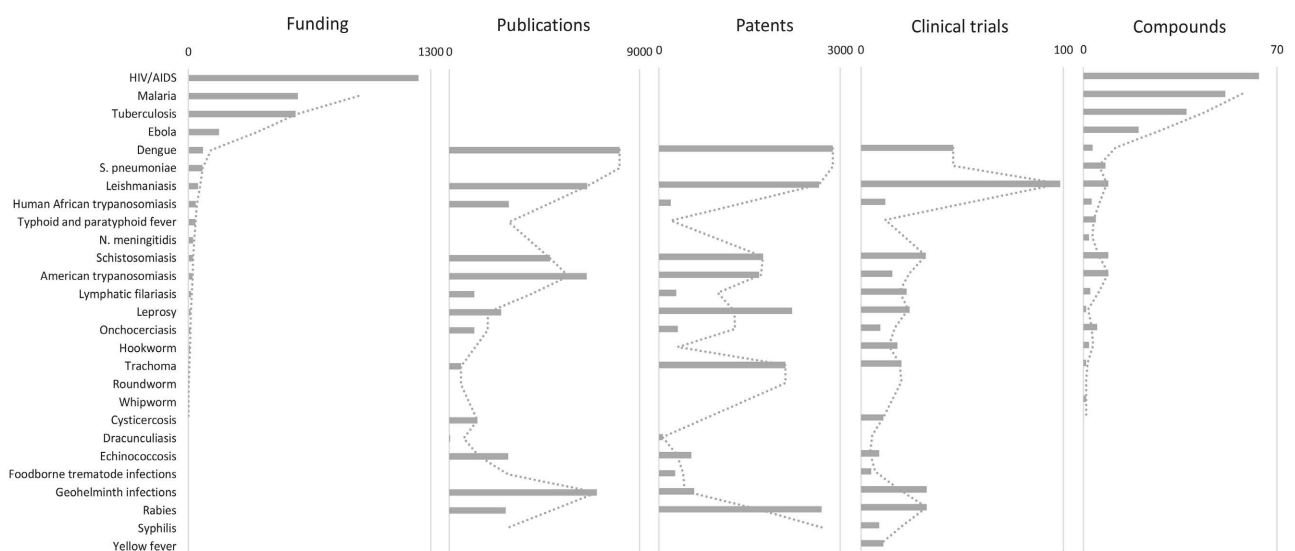 Funding Publications Patents Clinical trials Compounds
0 13000 0 9000 0 3000 0 100 0 70
HIV/AIDS
Malaria
Tuberculosis
Ebola
Dengue
S. pneumoniae
Leishmaniasis
Human African trypanosomiasis
Typhoid and paratyphoid fever
N. meningitidis
Schistosomiasis
American trypanosomiasis
Lymphatic filariasis
Leprosy
Onchocerciasis
Hookworm
Trachoma
Roundworm
Whipworm
Cysticercosis
Dracunculiasis
Echinococcosis
Foodborne trematode infections
Geohelminth infections
Rabies
Syphilis
Yellow fever